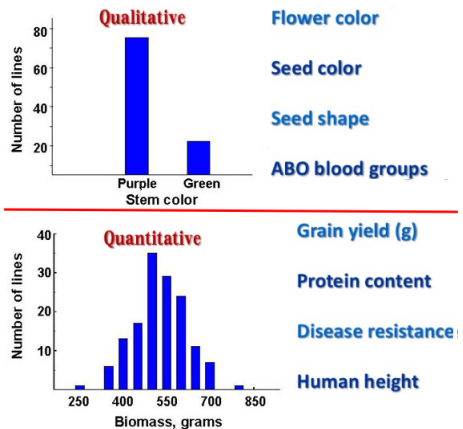 Qualitative
Number of lines
80
60
40
20
Purple Green
Stem color
Flower color
Seed color
Seed shape
ABO blood groups
Quantitative
Number of lines
40
30
20
10
250 400 550 700 850
Biomass, grams
Grain yield (g)
Protein content
Disease resistance
Human height